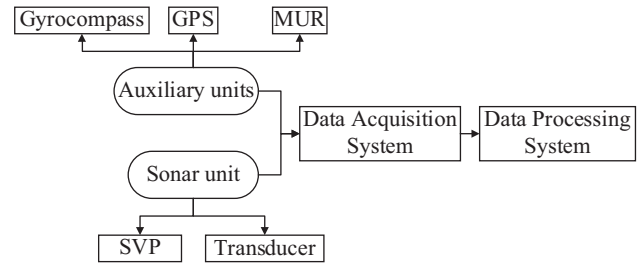 Gyrocompass
GPS
MUR
Auxiliary units
Data Acquisition
System
Data Processing
System
Sonar unit
SVP
Transducer